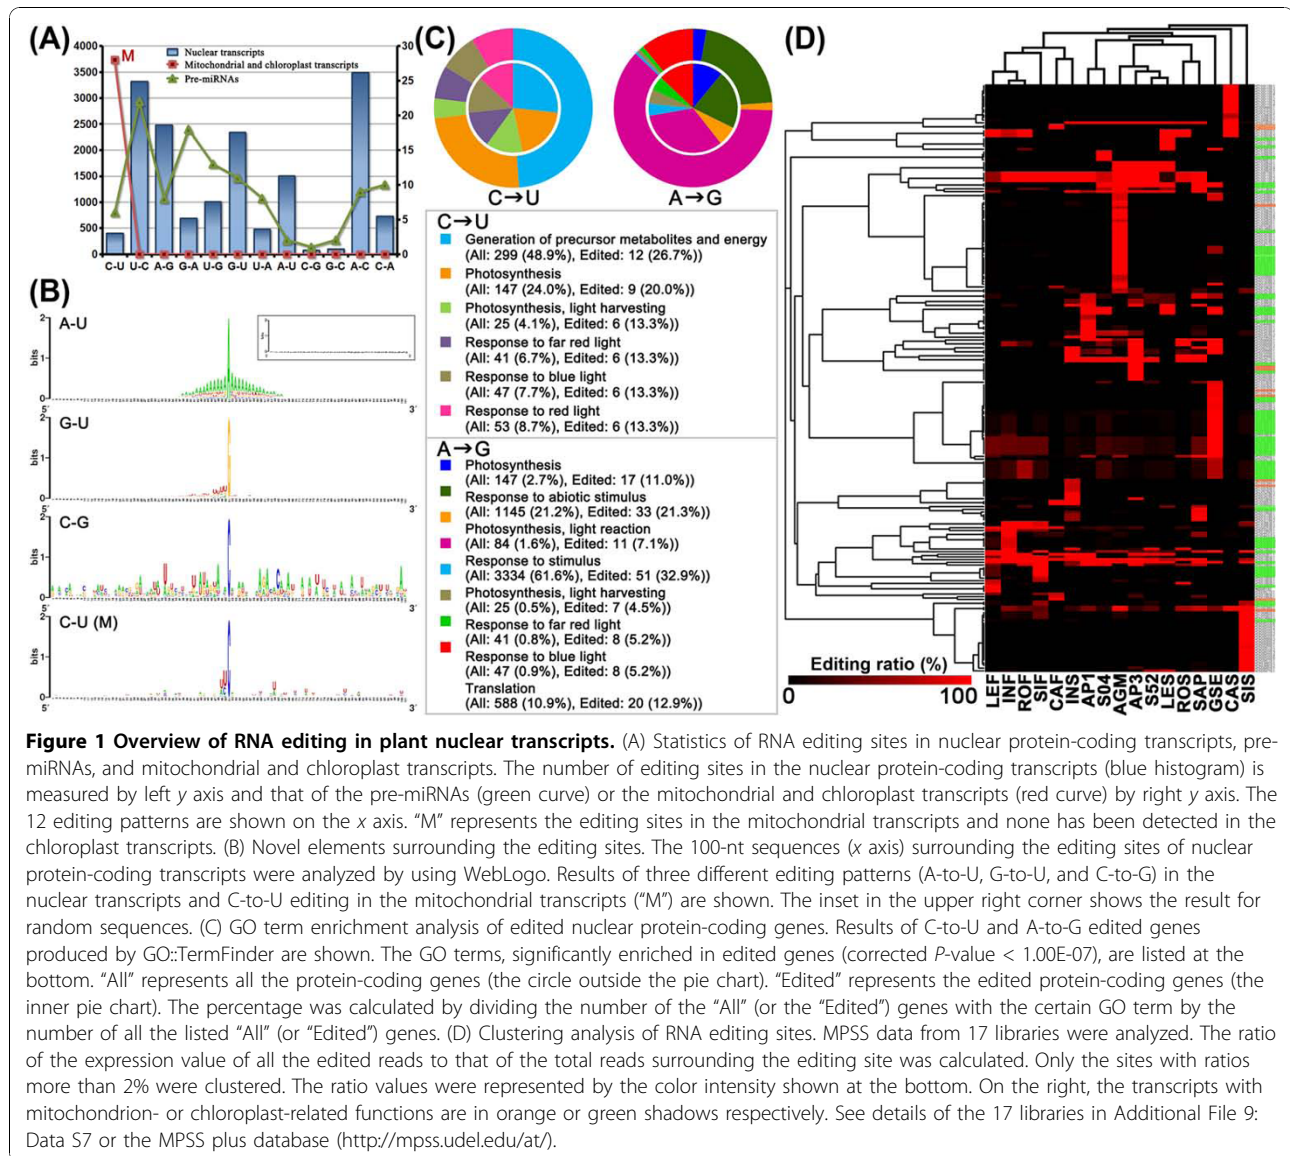 (A)
4000
3500
3000
2500
2000
1500
1000
500
0
M
Nuclear transcripts
Mitochondrial and chloroplast transcripts
Pre-miRNAs
30
25
20
15
10
5
0
C-U U-C A-G G-A U-G G-U U-A A-U C-G G-C A-C C-A
(B)
A-U
2
1
0
bits
5´ 3´
G-U
2
1
0
bits
5´ 3´
C-G
2
1
0
bits
5´ 3´
C-U (M)
2
1
0
bits
5´ 3´
(C)
C→U A→G
C→U
Generation of precursor metabolites and energy
(All: 299 (48.9%), Edited: 12 (26.7%))
Photosynthesis
(All: 147 (24.0%), Edited: 9 (20.0%))
Photosynthesis, light harvesting
(All: 25 (4.1%), Edited: 6 (13.3%))
Response to far red light
(All: 41 (6.7%), Edited: 6 (13.3%))
Response to blue light
(All: 47 (7.7%), Edited: 6 (13.3%))
Response to red light
(All: 53 (8.7%), Edited: 6 (13.3%))
A→G
Photosynthesis
(All: 147 (2.7%), Edited: 17 (11.0%))
Response to abiotic stimulus
(All: 1145 (21.2%), Edited: 33 (21.3%))
Photosynthesis, light reaction
(All: 84 (1.6%), Edited: 11 (7.1%))
Response to stimulus
(All: 3334 (61.6%), Edited: 51 (32.9%))
Photosynthesis, light harvesting
(All: 25 (0.5%), Edited: 7 (4.5%))
Response to far red light
(All: 41 (0.8%), Edited: 8 (5.2%))
Response to blue light
(All: 47 (0.9%), Edited: 8 (5.2%))
Translation
(All: 588 (10.9%), Edited: 20 (12.9%))
(D)
Editing ratio (%)
0 100
LEF INF ROF SIF CAF INS AP1 S04 AGM AP3 S52 LES ROS SAP GSE CAS SIS
Figure 1 Overview of RNA editing in plant nuclear transcripts. (A) Statistics of RNA editing sites in nuclear protein-coding transcripts, pre-
miRNAs, and mitochondrial and chloroplast transcripts. The number of editing sites in the nuclear protein-coding transcripts (blue histogram) is
measured by left y axis and that of the pre-miRNAs (green curve) or the mitochondrial and chloroplast transcripts (red curve) by right y axis. The
12 editing patterns are shown on the x axis. “M” represents the editing sites in the mitochondrial transcripts and none has been detected in the
chloroplast transcripts. (B) Novel elements surrounding the editing sites. The 100-nt sequences (x axis) surrounding the editing sites of nuclear
protein-coding transcripts were analyzed by using WebLogo. Results of three different editing patterns (A-to-U, G-to-U, and C-to-G) in the
nuclear transcripts and C-to-U editing in the mitochondrial transcripts (“M”) are shown. The inset in the upper right corner shows the result for
random sequences. (C) GO term enrichment analysis of edited nuclear protein-coding genes. Results of C-to-U and A-to-G edited genes
produced by GO::TermFinder are shown. The GO terms, significantly enriched in edited genes (corrected P-value < 1.00E-07), are listed at the
bottom. “All” represents all the protein-coding genes (the circle outside the pie chart). “Edited” represents the edited protein-coding genes (the
inner pie chart). The percentage was calculated by dividing the number of the “All” (or the “Edited”) genes with the certain GO term by the
number of all the listed “All” (or “Edited”) genes. (D) Clustering analysis of RNA editing sites. MPSS data from 17 libraries were analyzed. The ratio
of the expression value of all the edited reads to that of the total reads surrounding the editing site was calculated. Only the sites with ratios
more than 2% were clustered. The ratio values were represented by the color intensity shown at the bottom. On the right, the transcripts with
mitochondrion- or chloroplast-related functions are in orange or green shadows respectively. See details of the 17 libraries in Additional File 9:
Data S7 or the MPSS plus database (http://mpss.udel.edu/at/).